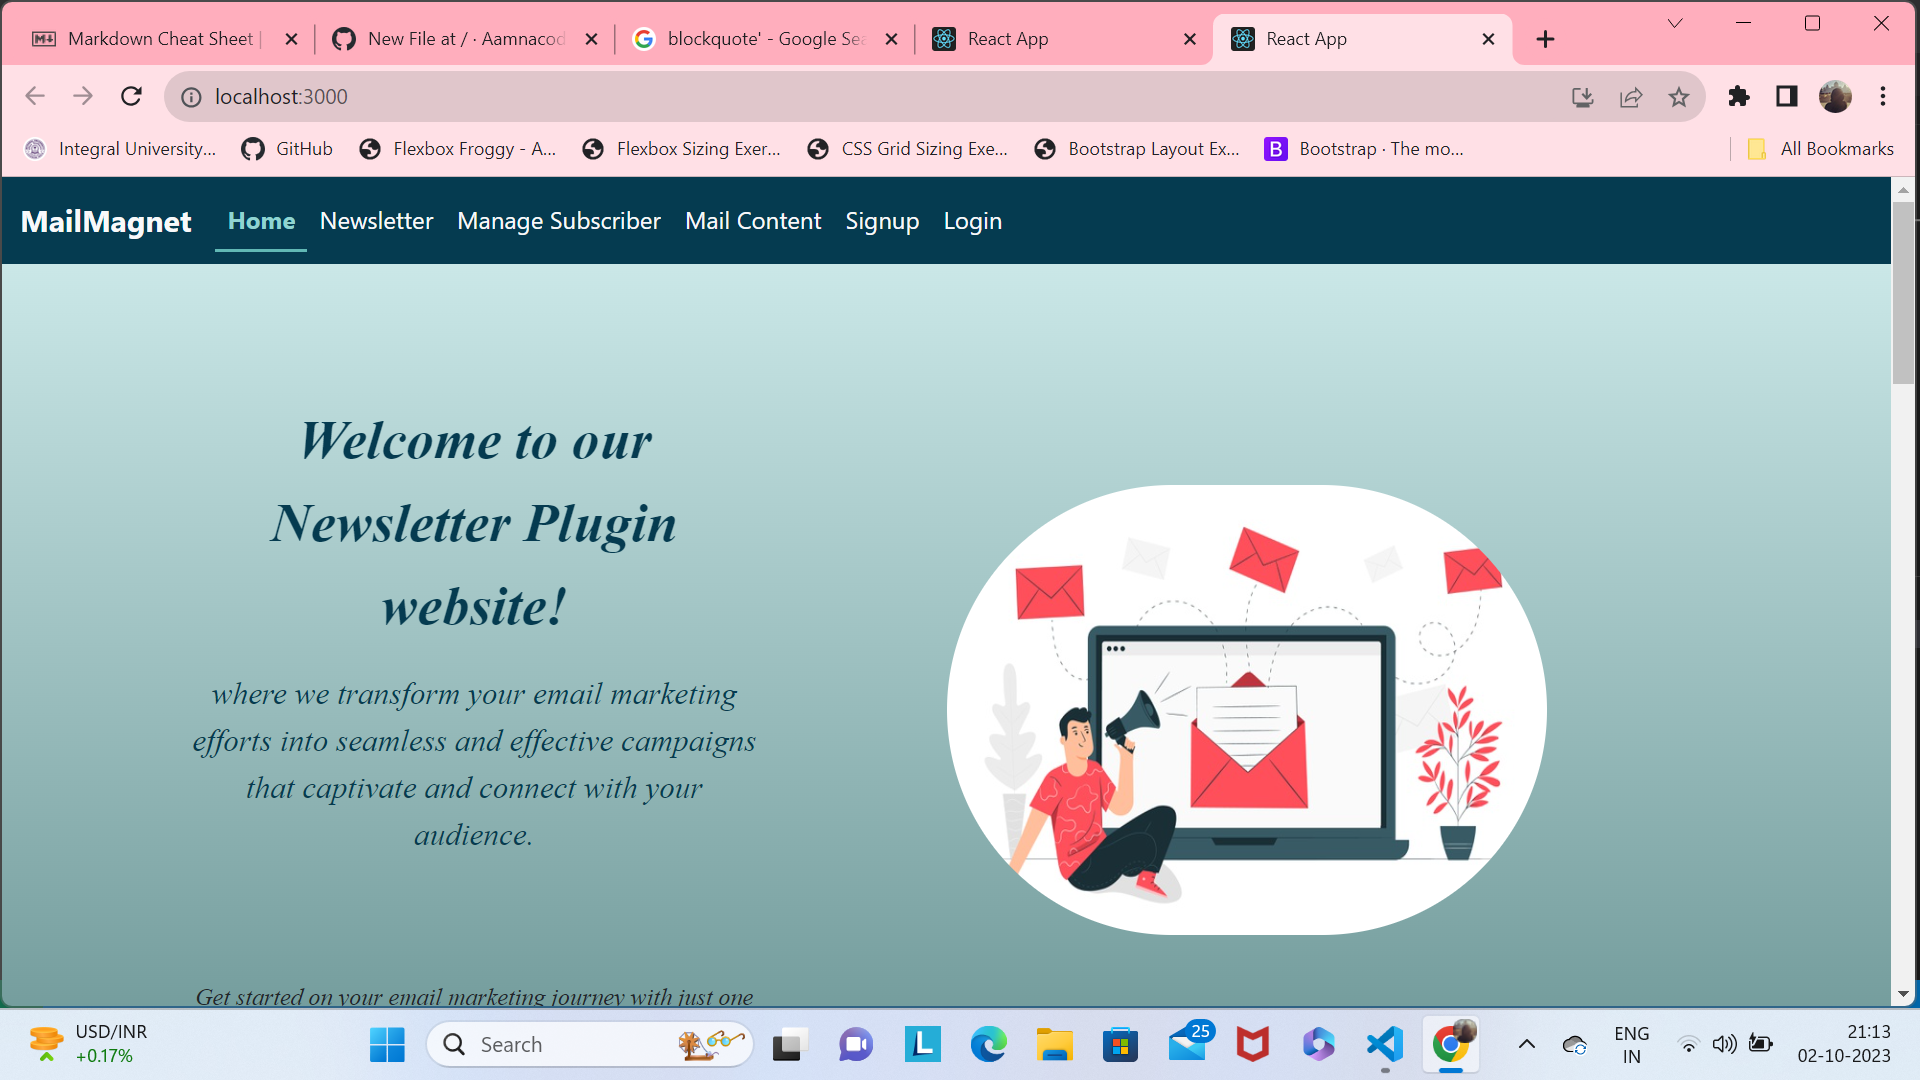 Markdown Cheat Sheet |
New File at / · Aamnacod
blockquote' - Google Sea
React App
React App
localhost:3000
Integral University...
GitHub
Flexbox Froggy - A...
Flexbox Sizing Exer...
CSS Grid Sizing Exe...
Bootstrap Layout Ex...
B
Bootstrap · The mo...
All Bookmarks
MailMagnet
Home
Newsletter
Manage Subscriber
Mail Content
Signup
Login
Welcome to our
Newsletter Plugin
website!
where we transform your email marketing
efforts into seamless and effective campaigns
that captivate and connect with your
audience.
Get started on your email marketing journey with just one
USD/INR
+0.17%
Search
L
25
ENG
IN
21:13
02-10-2023